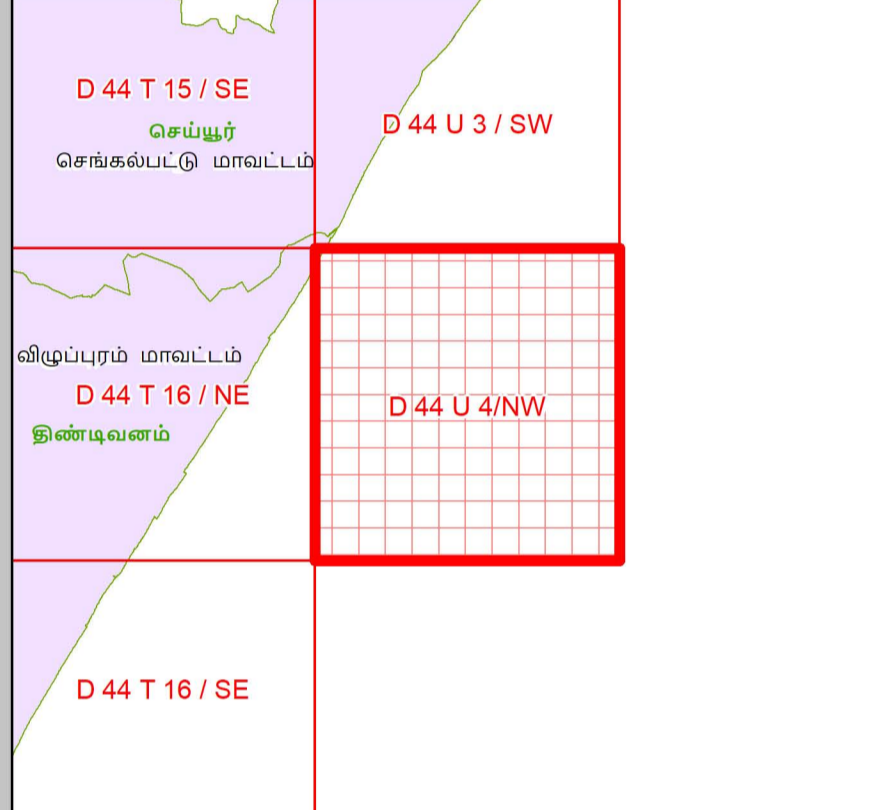 D 44 T 15 / SE
செய்யூர்
செங்கல்பட்டு மாவட்டம்
D 44 U 3 / SW
விழுப்புரம் மாவட்டம்
D 44 T 16 / NE
திண்டிவனம்
D 44 U 4/NW
D 44 T 16 / SE